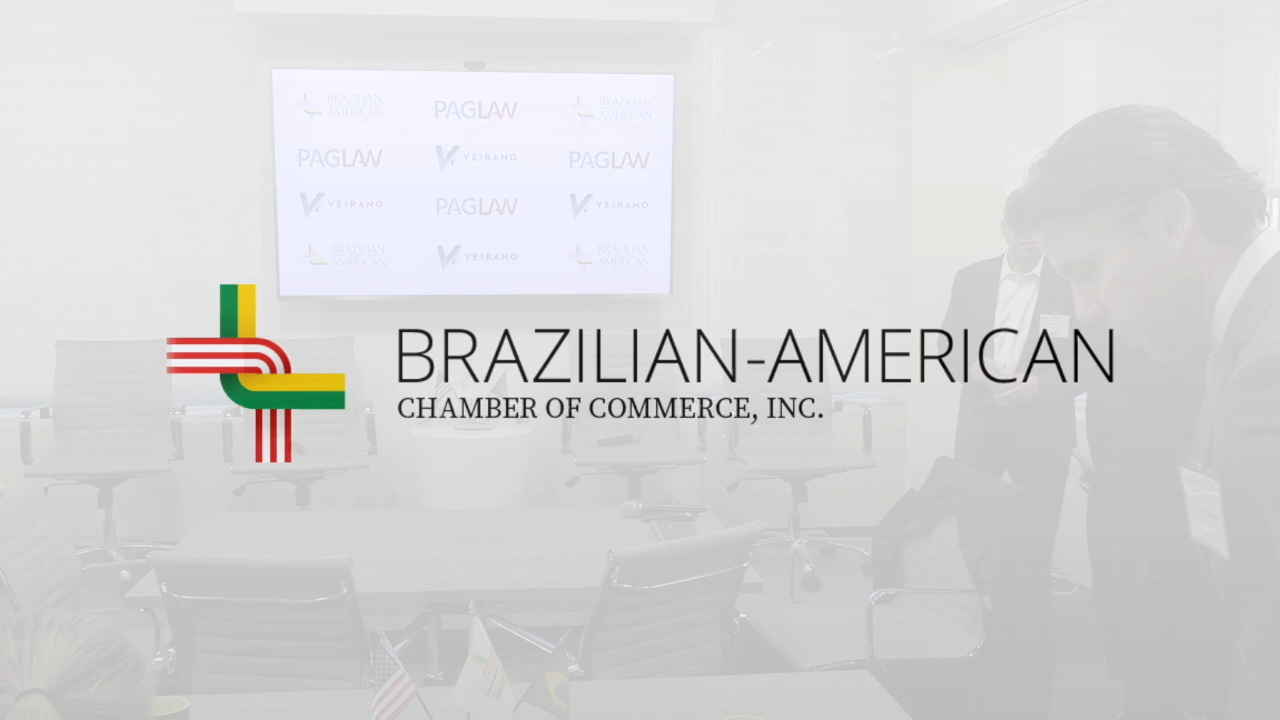 BRAZILIAN AMERICAN
PAGLAW
BRAZILIAN AMERICAN
PAGLAW
VEIRANO
PAGLAW
VEIRANO
PAGLAW
VEIRANO
BRAZILIAN AMERICAN
VEIRANO
BRAZILIAN AMERICAN
BRAZILIAN-AMERICAN
CHAMBER OF COMMERCE, INC.